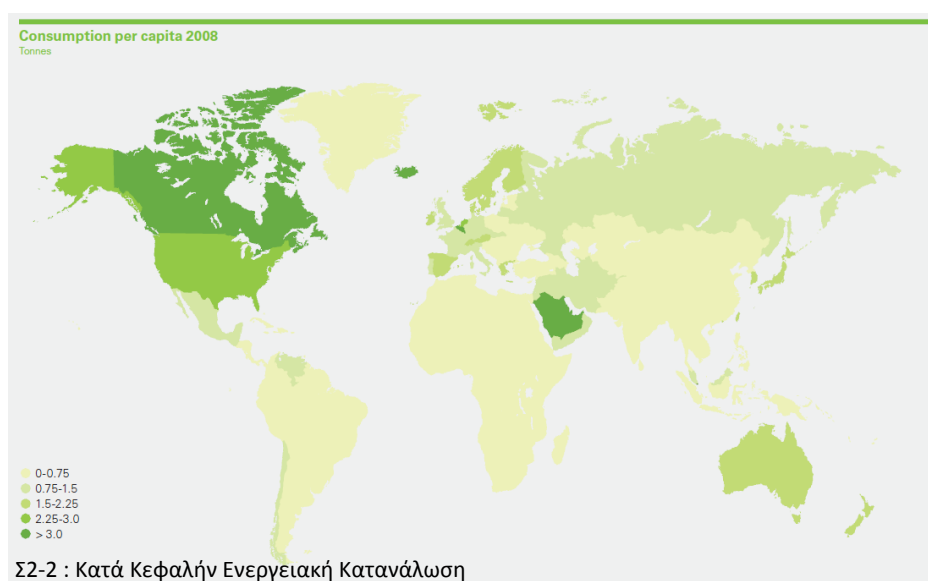 Consumption per capita 2008
Tonnes
0-0.75
0.75-1.5
1.5-2.25
2.25-3.0
> 3.0
Σ2-2 : Κατά Κεφαλήν Ενεργειακή Κατανάλωση